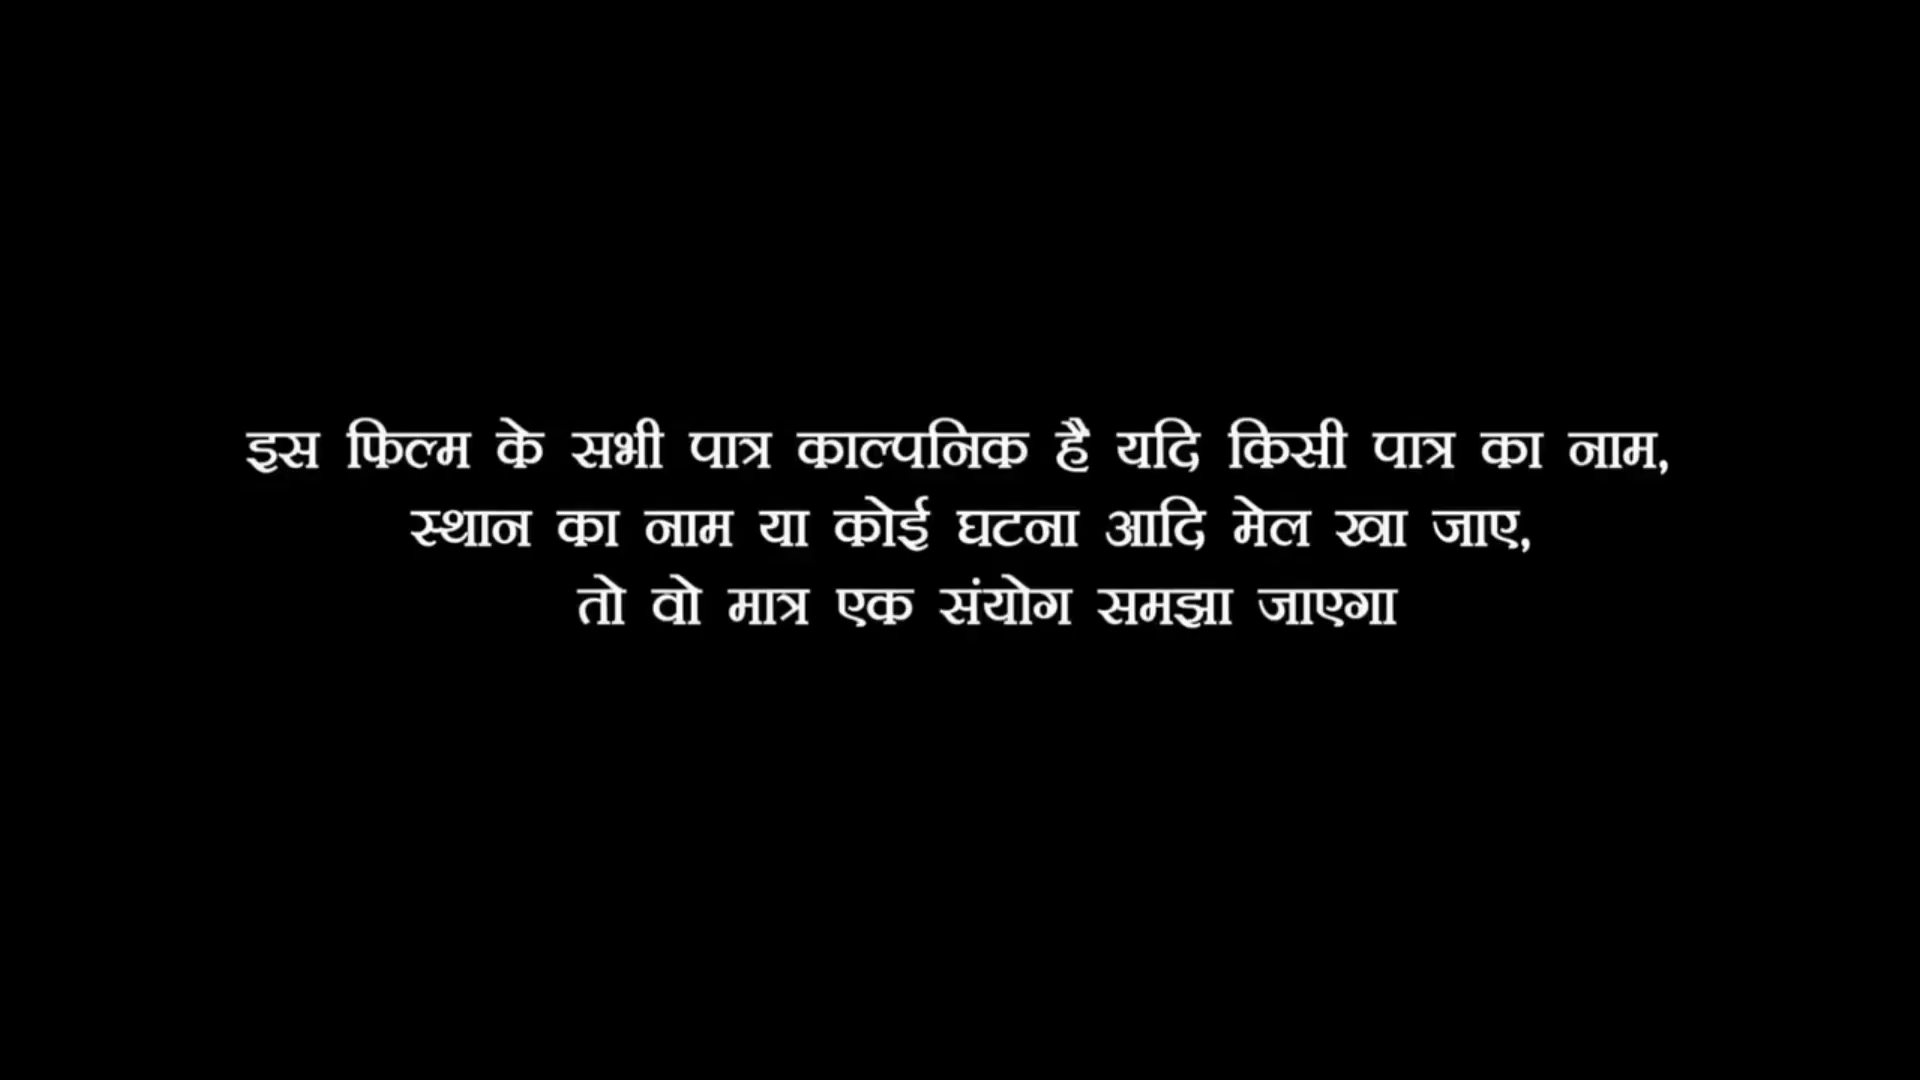 इस फिल्म के सभी पात्र काल्पनिक है यदि किसी पात्र का नाम,
स्थान का नाम या कोई घटना आदि मेल खा जाए,
तो वो मात्र एक संयोग समझा जाएगा